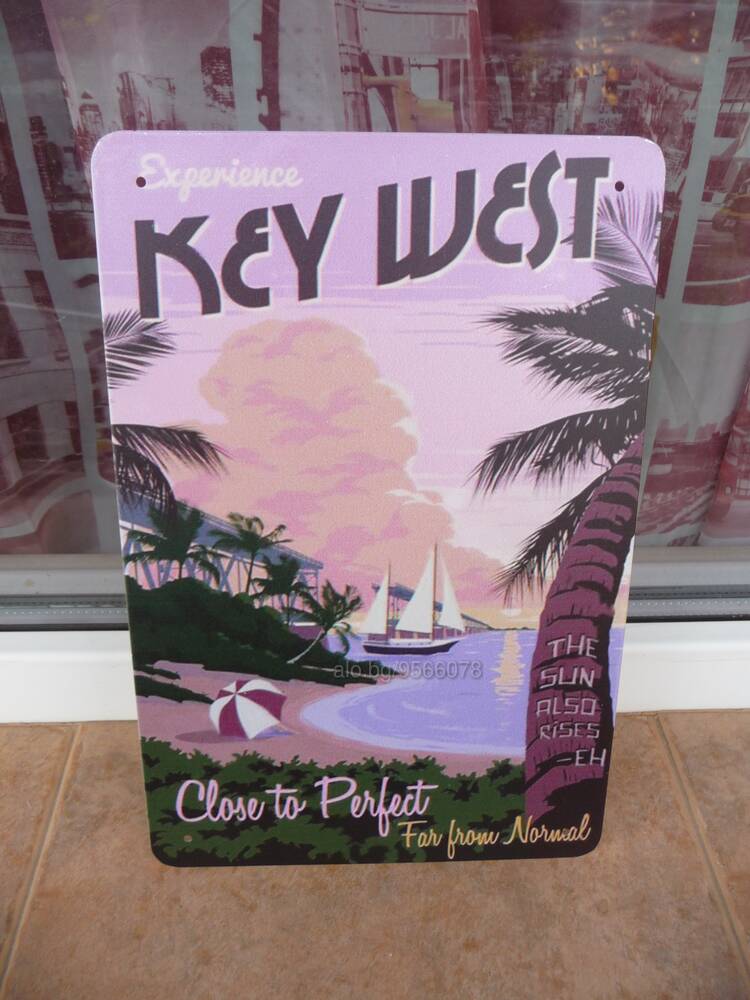 Experience
KEY WEST
THE
SUN
ALSO
RISES
—EH
alo.bg/9566078
Close to Perfect
Far from Normal